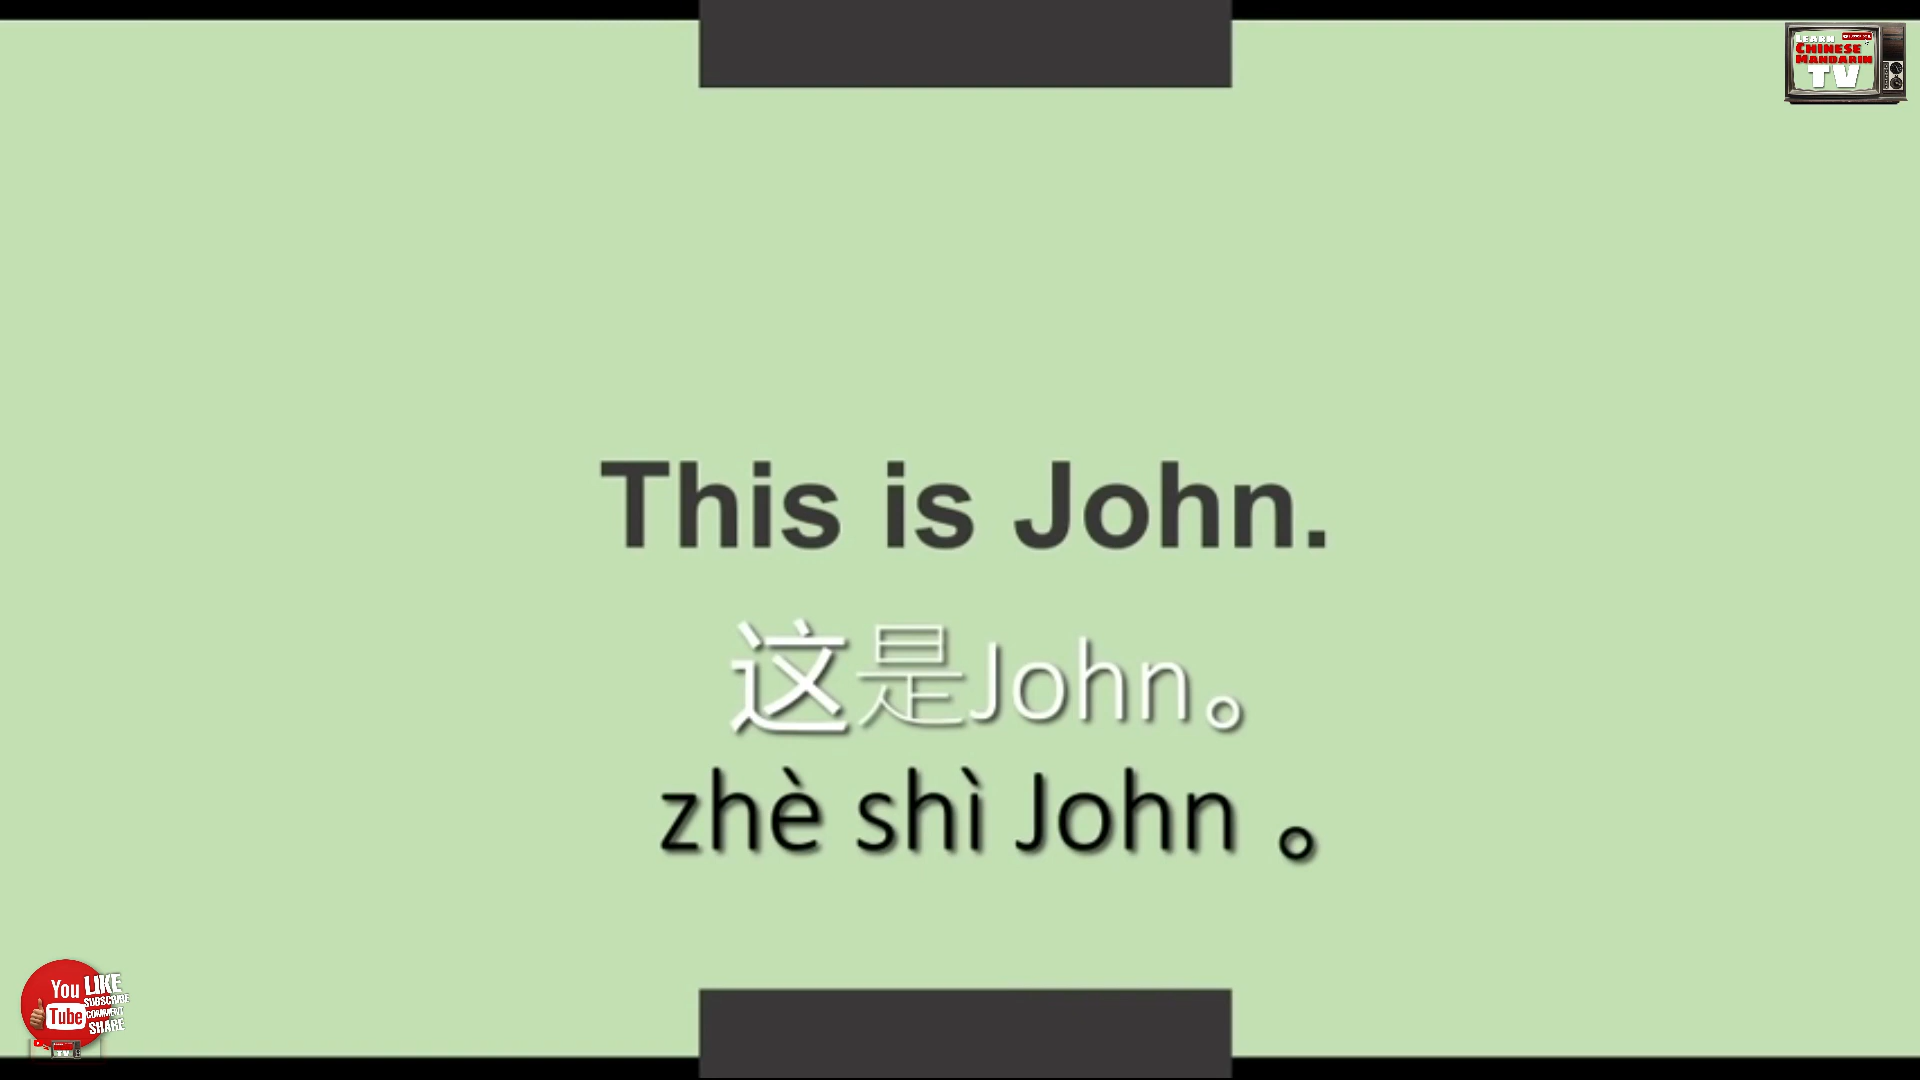 LEARN
CHINESE
MANDARIN
TV
This is John.
这是John。
zhè shì John 。
You
Tube
LIKE
SUBSCRIBE
COMMENT
SHARE